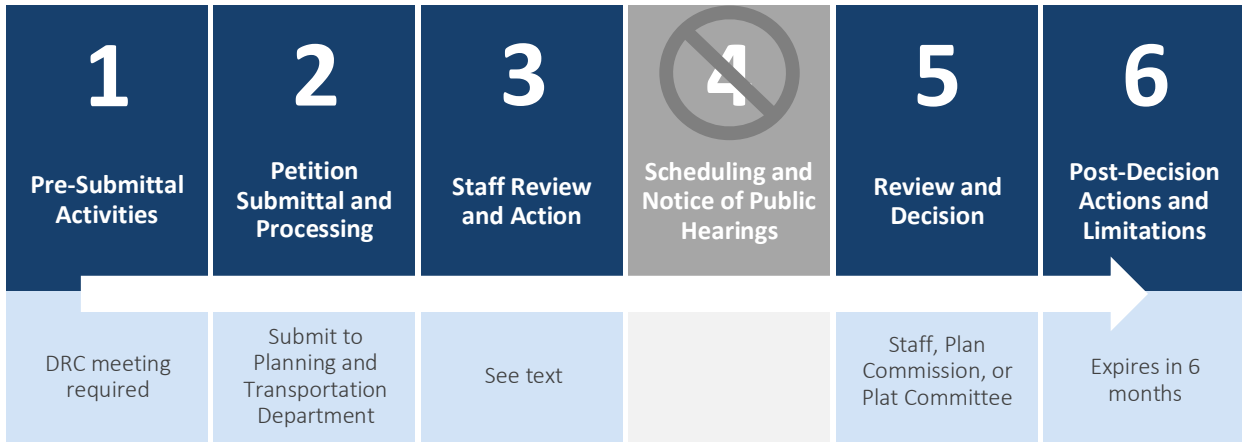 1
Pre-Submittal
Activities
DRC meeting
required
2
Petition
Submittal and
Processing
Submit to
Planning and
Transportation
Department
3
Staff Review
and Action
See text
4
Scheduling and
Notice of Public
Hearings
5
Review and
Decision
Staff, Plan
Commission, or
Plat Committee
6
Post-Decision
Actions and
Limitations
Expires in 6
months